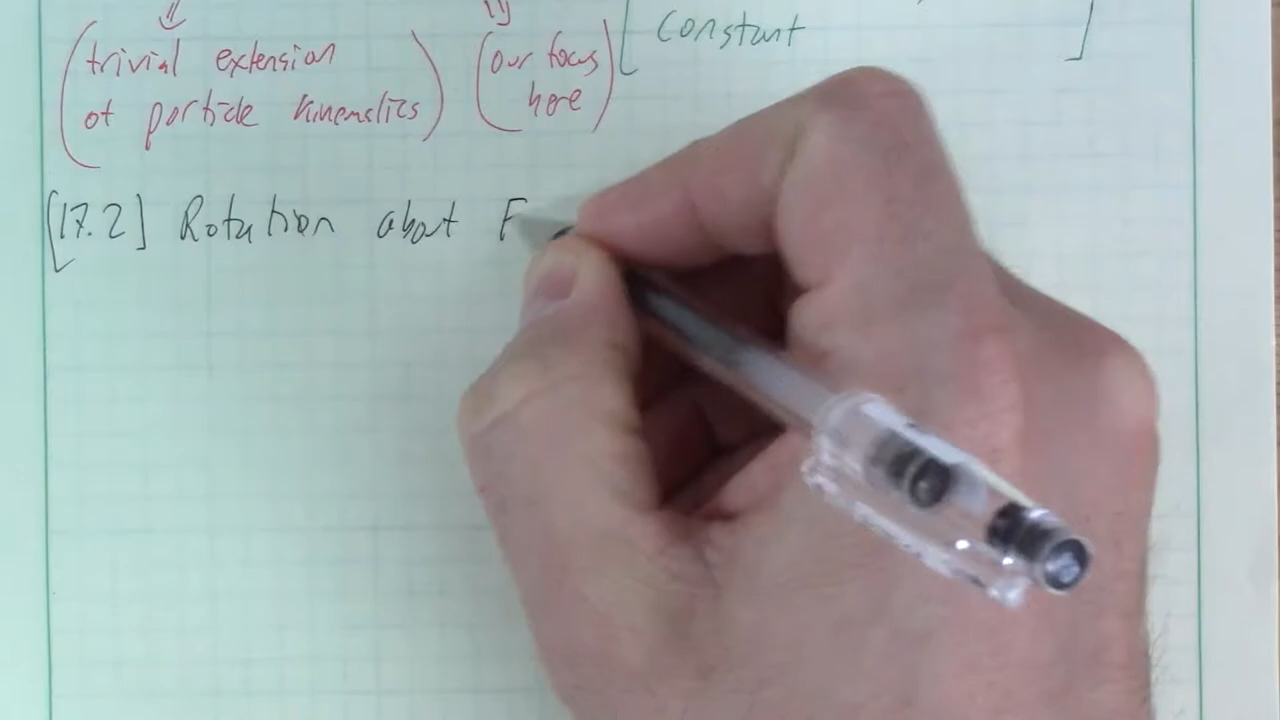 (trivial extension
of particle kinematics)
(our focus
here)
[constant]
[17.2] Rotation about F